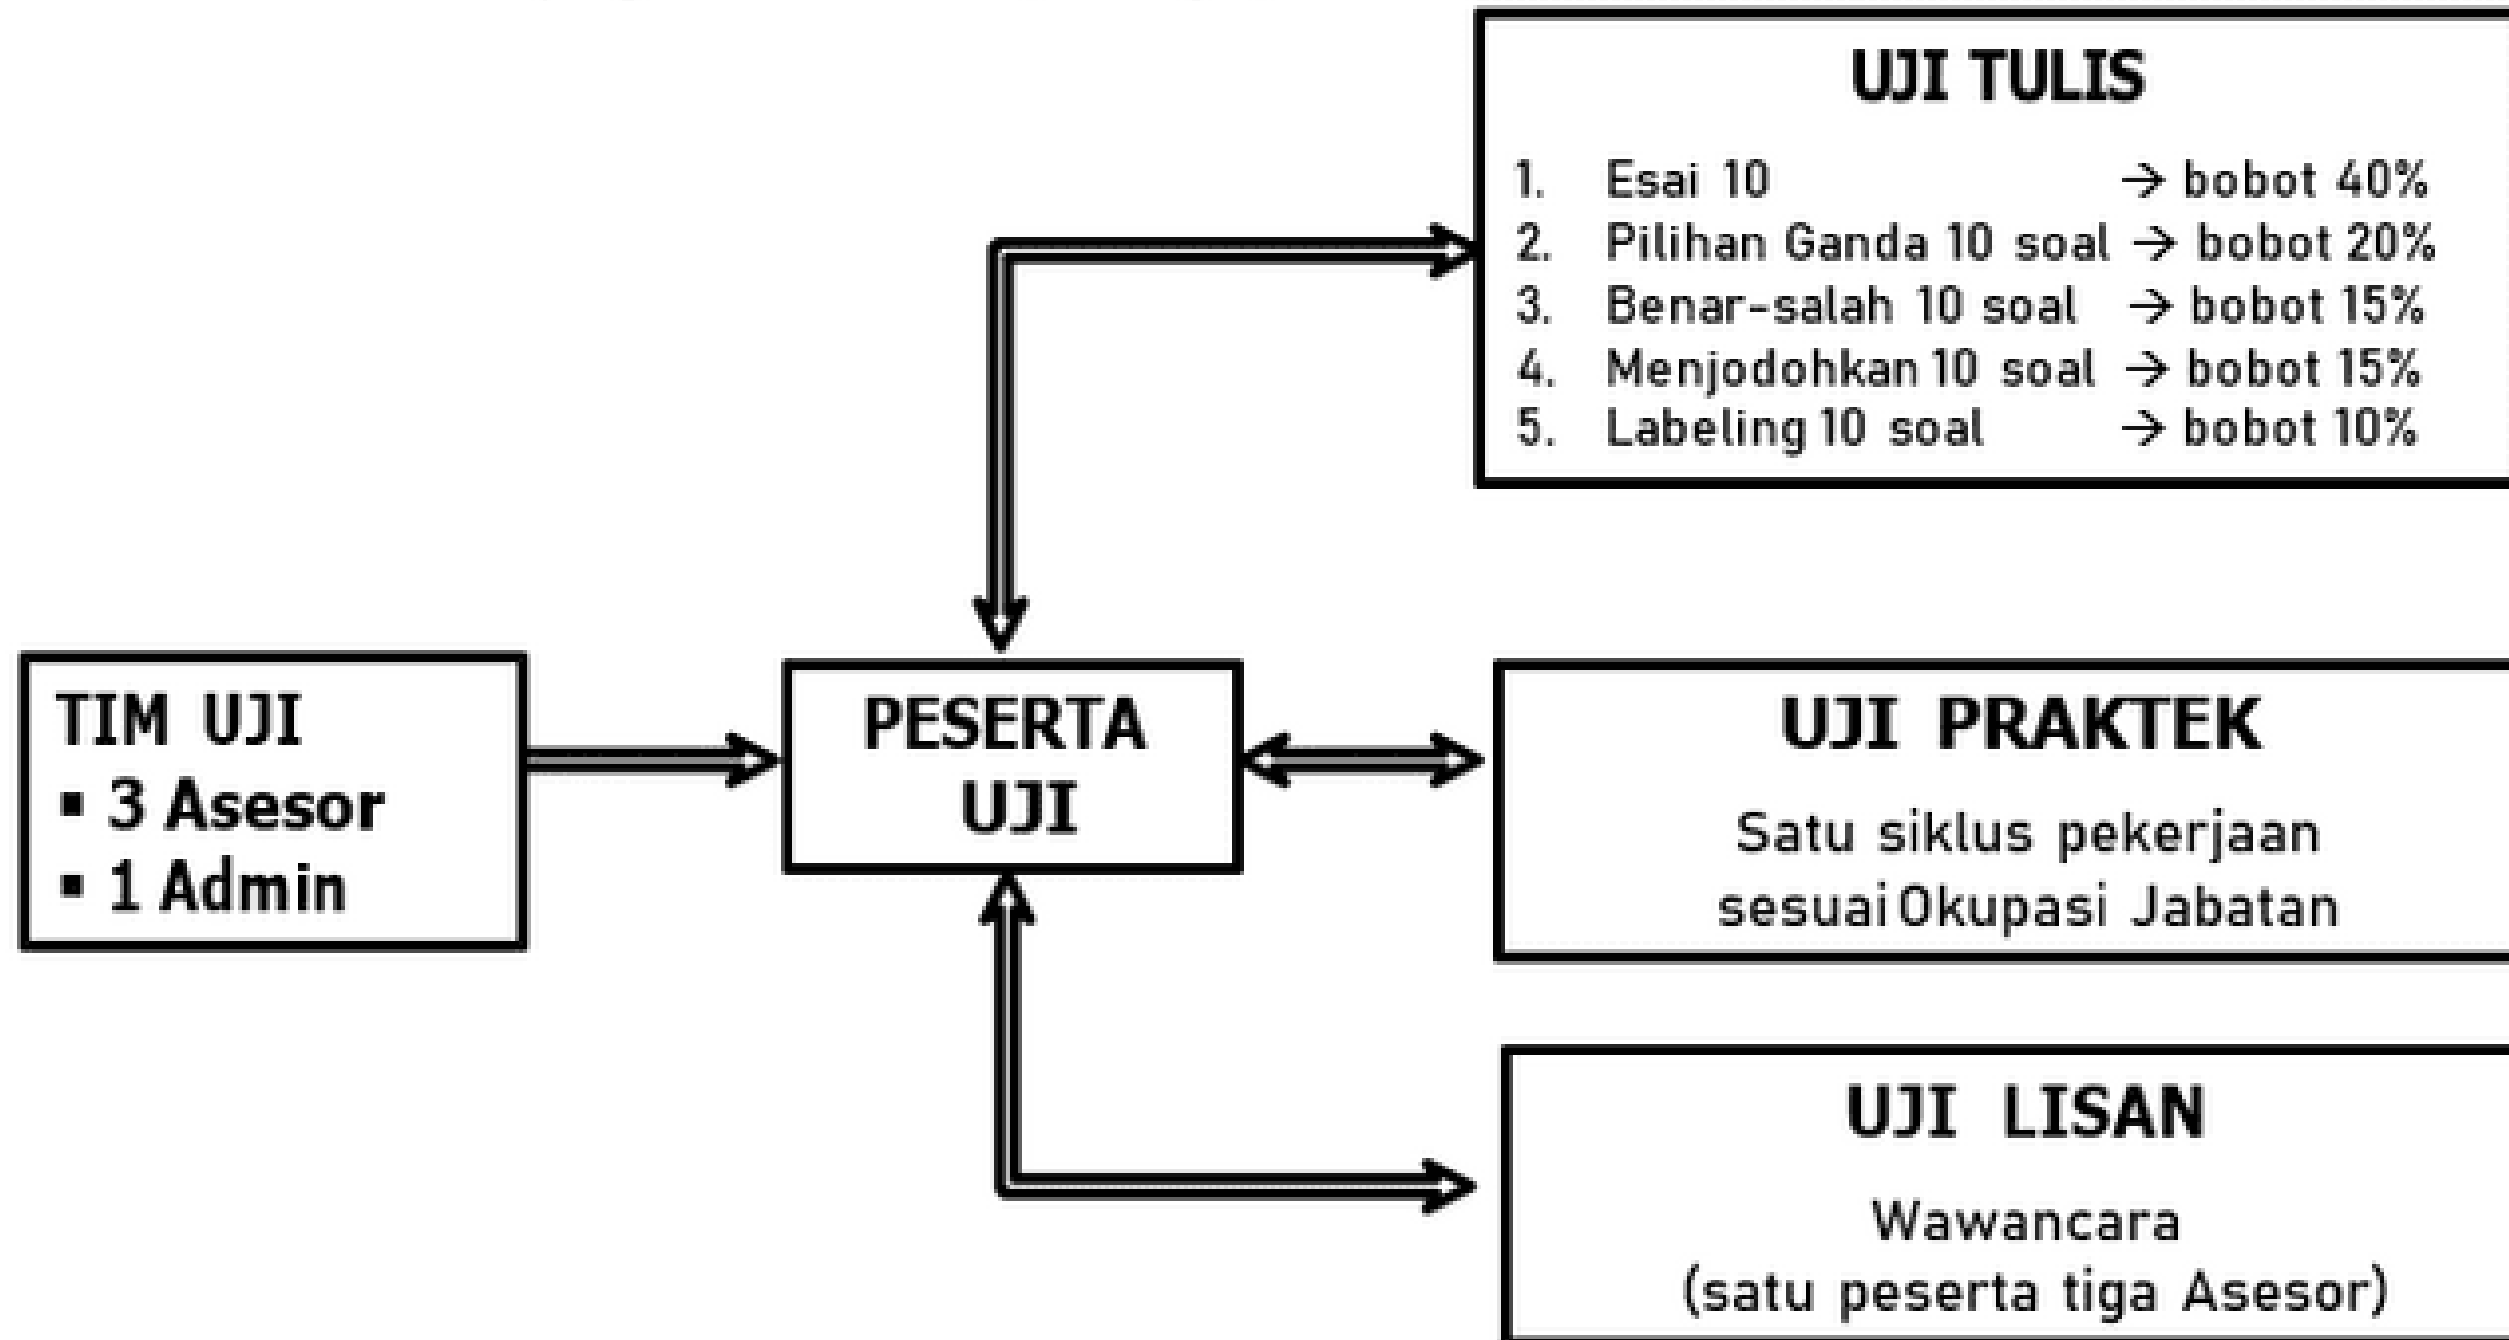 UJI TULIS
1. Esai 10 → bobot 40%
2. Pilihan Ganda 10 soal → bobot 20%
3. Benar-salah 10 soal → bobot 15%
4. Menjodohkan 10 soal → bobot 15%
5. Labeling 10 soal → bobot 10%
TIM UJI
▪ 3 Asesor
▪ 1 Admin
PESERTA
UJI
UJI PRAKTEK
Satu siklus pekerjaan
sesuai Okupasi Jabatan
UJI LISAN
Wawancara
(satu peserta tiga Asesor)